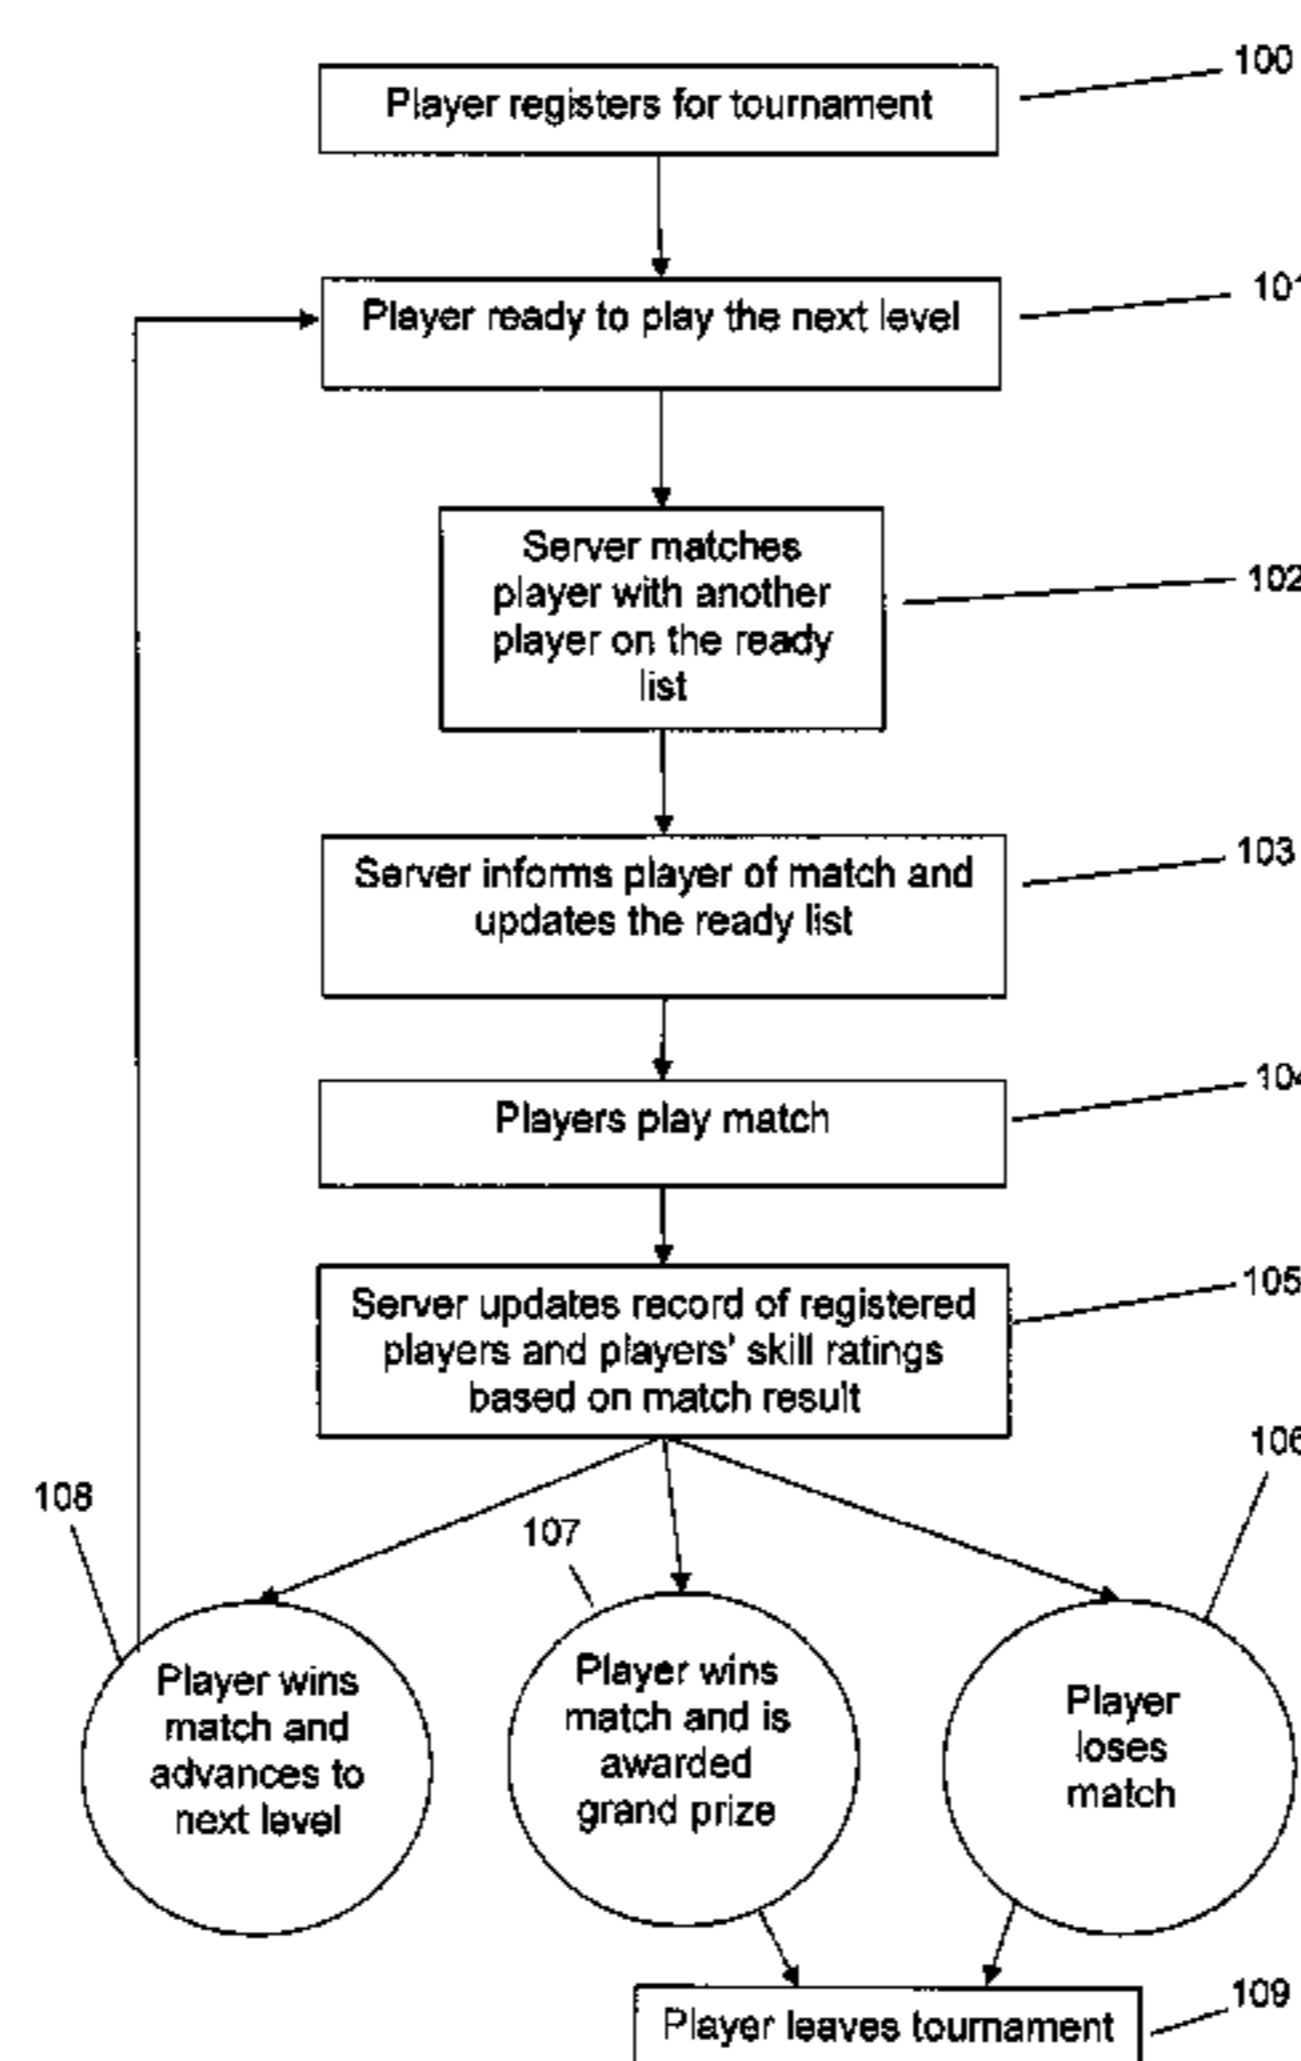 100
Player registers for tournament
101
Player ready to play the next level
102
Server matches
player with another
player on the ready
list
103
Server informs player of match and
updates the ready list
104
Players play match
105
Server updates record of registered
players and players' skill ratings
based on match result
106
108
107
Player wins
match and
advances to
next level
Player wins
match and is
awarded
grand prize
Player
loses
match
109
Player leaves tournament